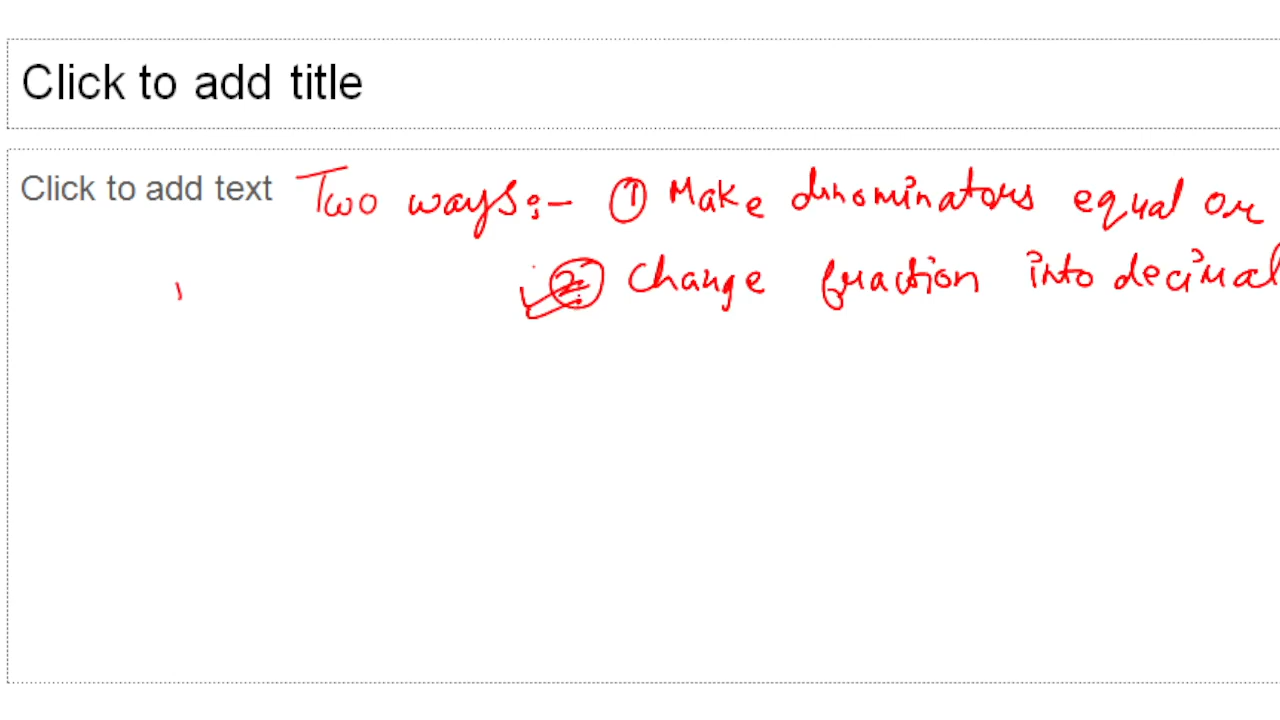 Click to add title
Click to add text Two ways:- ① Make denominators equal or
② Change fraction into decimal